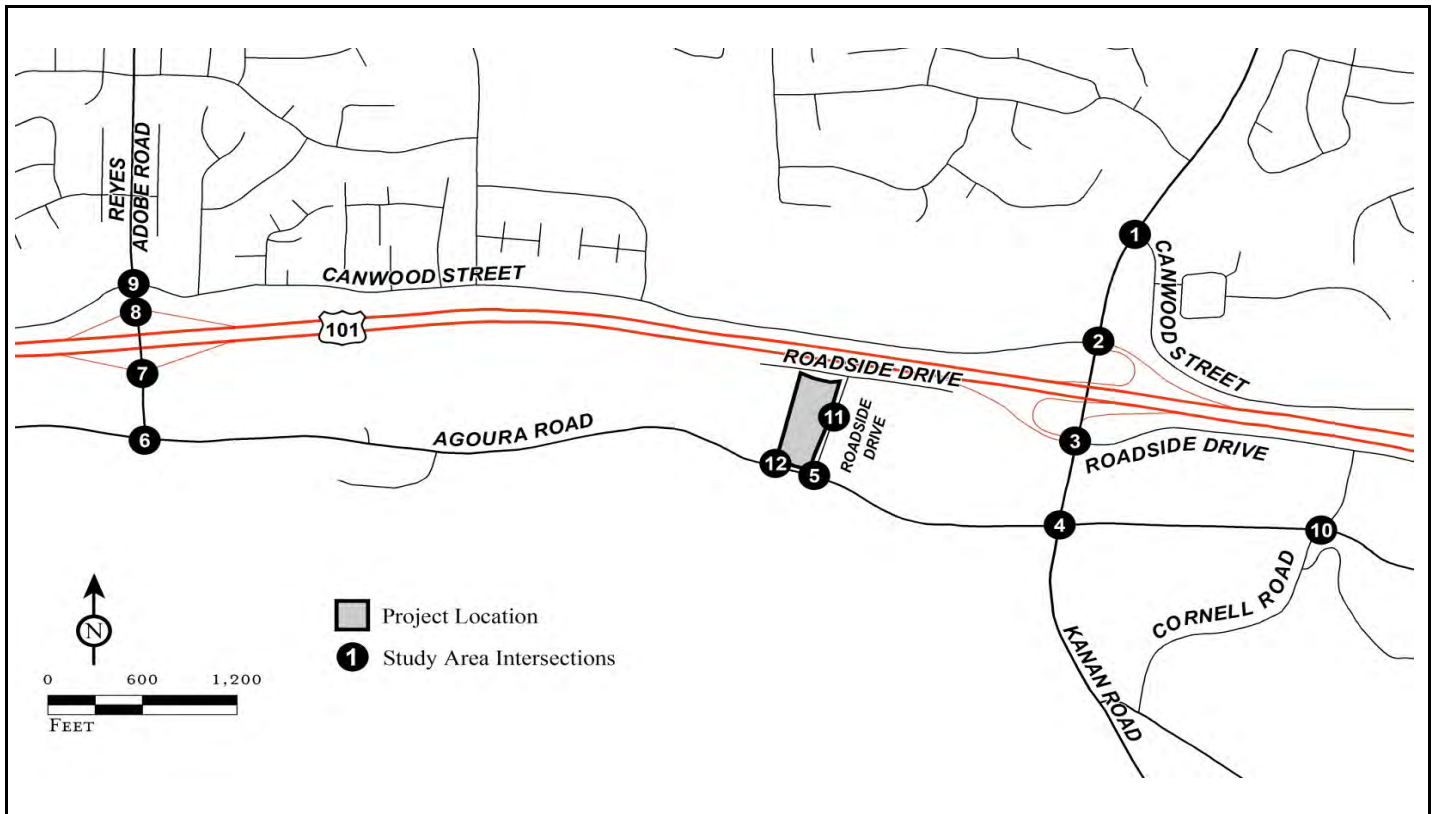 REYES
ADOBE ROAD
1
CANWOOD STREET
9
CANWOOD STREET
8
101
2
7
ROADSIDE DRIVE
11
ROADSIDE
DRIVE
6
AGOURA ROAD
3
ROADSIDE DRIVE
12
5
4
10
CORNELL ROAD
KANAN ROAD
N
Project Location
1 Study Area Intersections
0 600 1,200
FEET